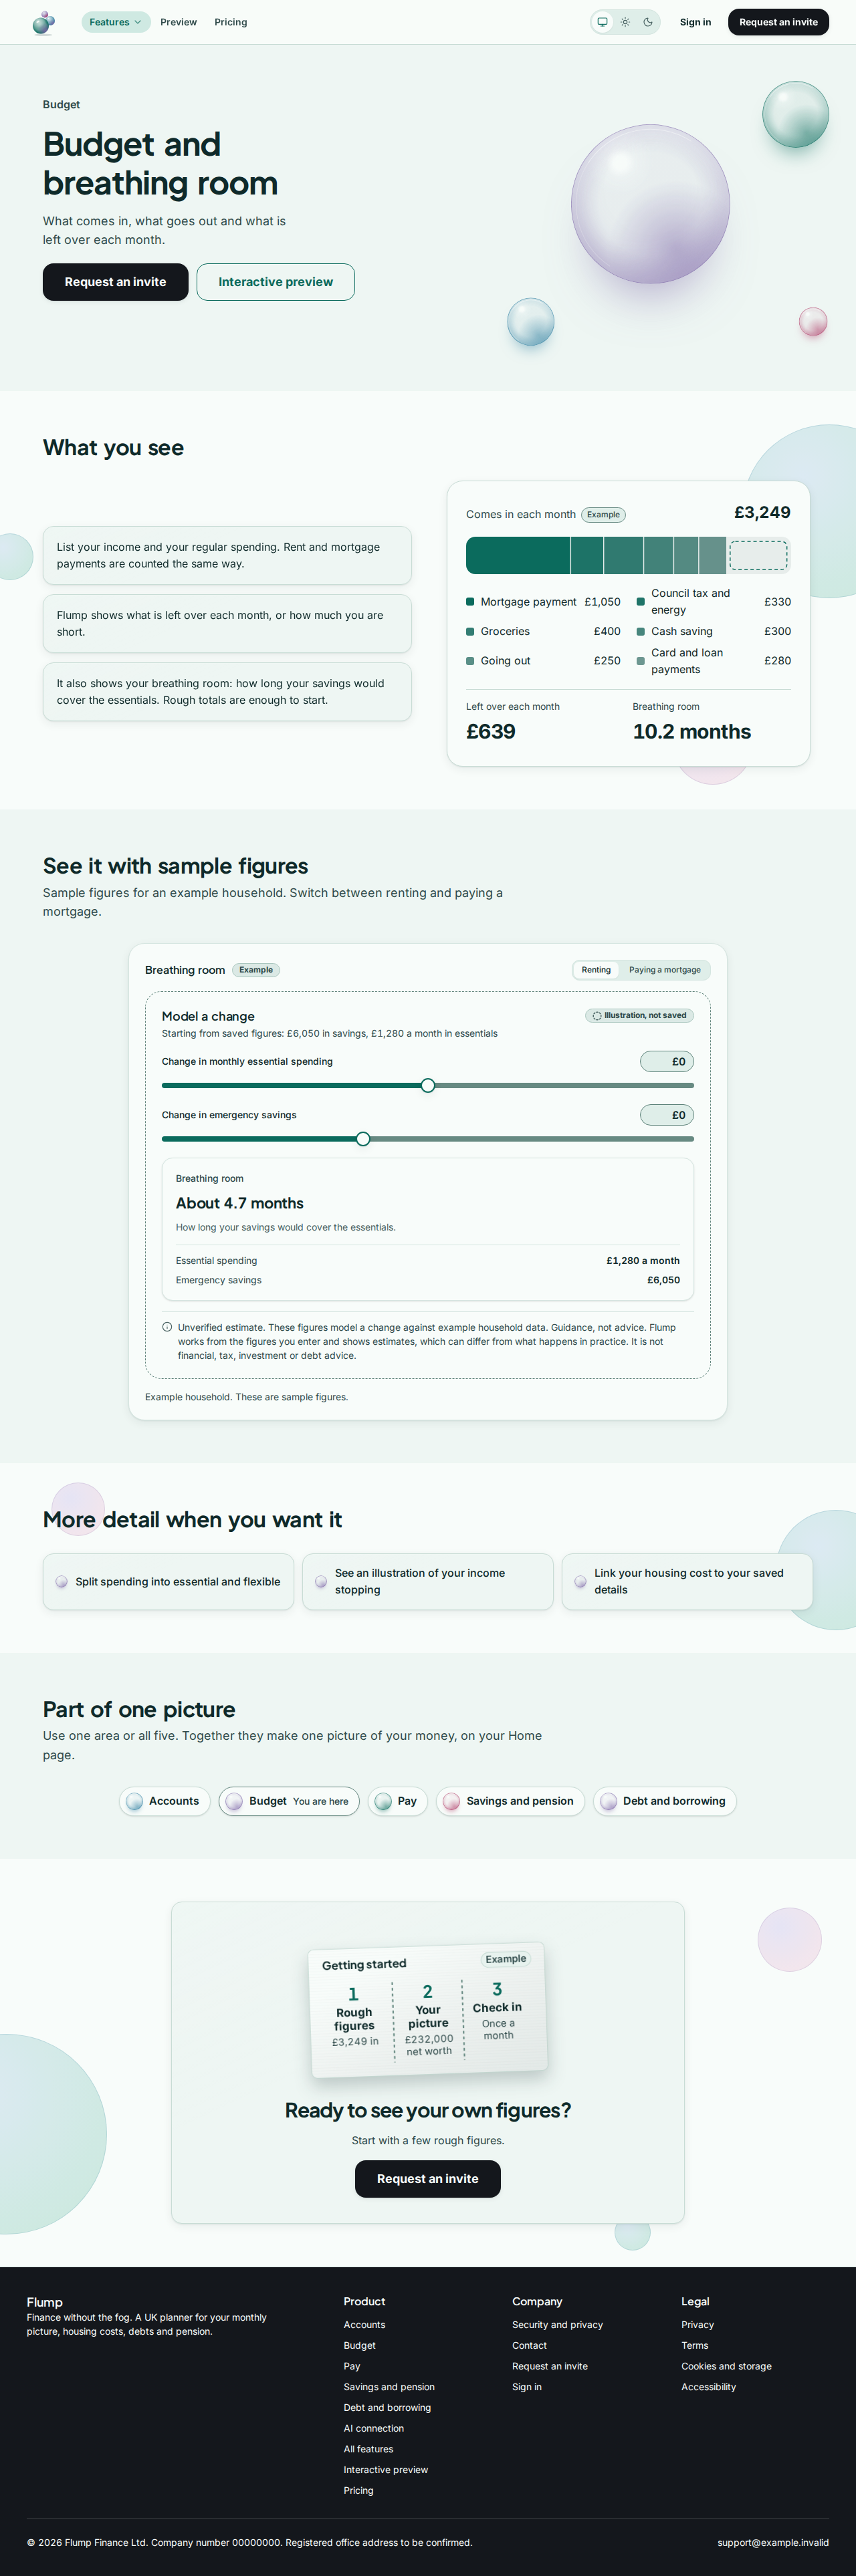 Features
Preview
Pricing
Sign in
Request an invite
Budget
Budget and
breathing room
What comes in, what goes out and what is
left over each month.
Request an invite
Interactive preview
What you see
List your income and your regular spending. Rent and mortgage
payments are counted the same way.
Flump shows what is left over each month, or how much you are
short.
It also shows your breathing room: how long your savings would
cover the essentials. Rough totals are enough to start.
Comes in each month Example £3,249
Mortgage payment £1,050
Council tax and
energy
£330
Groceries £400
Cash saving £300
Going out £250
Card and loan
payments
£280
Left over each month
£639
Breathing room
10.2 months
See it with sample figures
Sample figures for an example household. Switch between renting and paying a
mortgage.
Breathing room Example
Renting Paying a mortgage
Model a change
Illustration, not saved
Starting from saved figures: £6,050 in savings, £1,280 a month in essentials
Change in monthly essential spending £0
Change in emergency savings £0
Breathing room
About 4.7 months
How long your savings would cover the essentials.
Essential spending £1,280 a month
Emergency savings £6,050
Unverified estimate. These figures model a change against example household data. Guidance, not advice. Flump
works from the figures you enter and shows estimates, which can differ from what happens in practice. It is not
financial, tax, investment or debt advice.
Example household. These are sample figures.
More detail when you want it
Split spending into essential and flexible
See an illustration of your income
stopping
Link your housing cost to your saved
details
Part of one picture
Use one area or all five. Together they make one picture of your money, on your Home
page.
Accounts
Budget You are here
Pay
Savings and pension
Debt and borrowing
Getting started Example
1
Rough
figures
£3,249 in
2
Your
picture
£232,000
net worth
3
Check in
Once a
month
Ready to see your own figures?
Start with a few rough figures.
Request an invite
Flump
Finance without the fog. A UK planner for your monthly
picture, housing costs, debts and pension.
Product
Accounts
Budget
Pay
Savings and pension
Debt and borrowing
AI connection
All features
Interactive preview
Pricing
Company
Security and privacy
Contact
Request an invite
Sign in
Legal
Privacy
Terms
Cookies and storage
Accessibility
© 2026 Flump Finance Ltd. Company number 00000000. Registered office address to be confirmed.
support@example.invalid